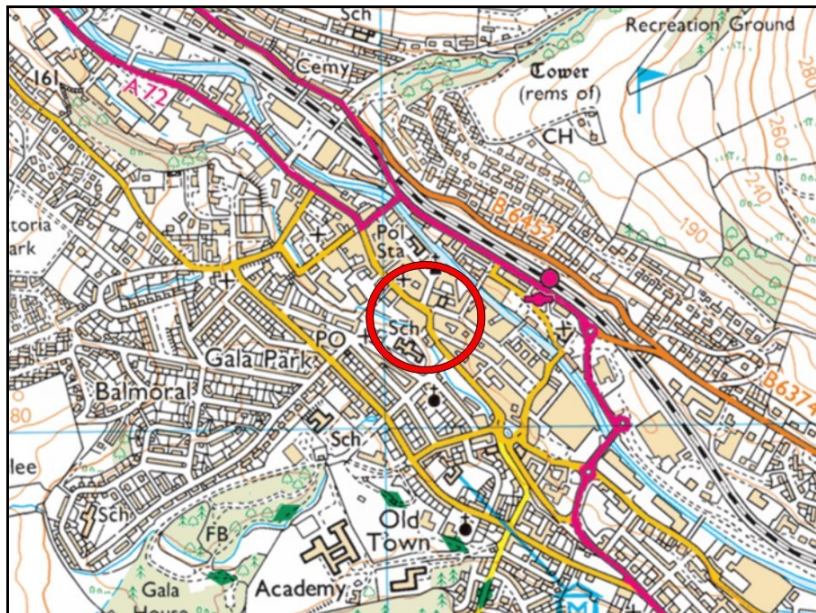 Sch
Recreation Ground
Cemy
Tower
(rems of)
280
161
A 72
CH
260
240
B 6452
190
toria
ark
Pol
Sta
PO
Sch
Gala Park
Balmoral
B6374
80
Sch
lee
Sch
FB
Old
Town
Gala
House
Academy
M